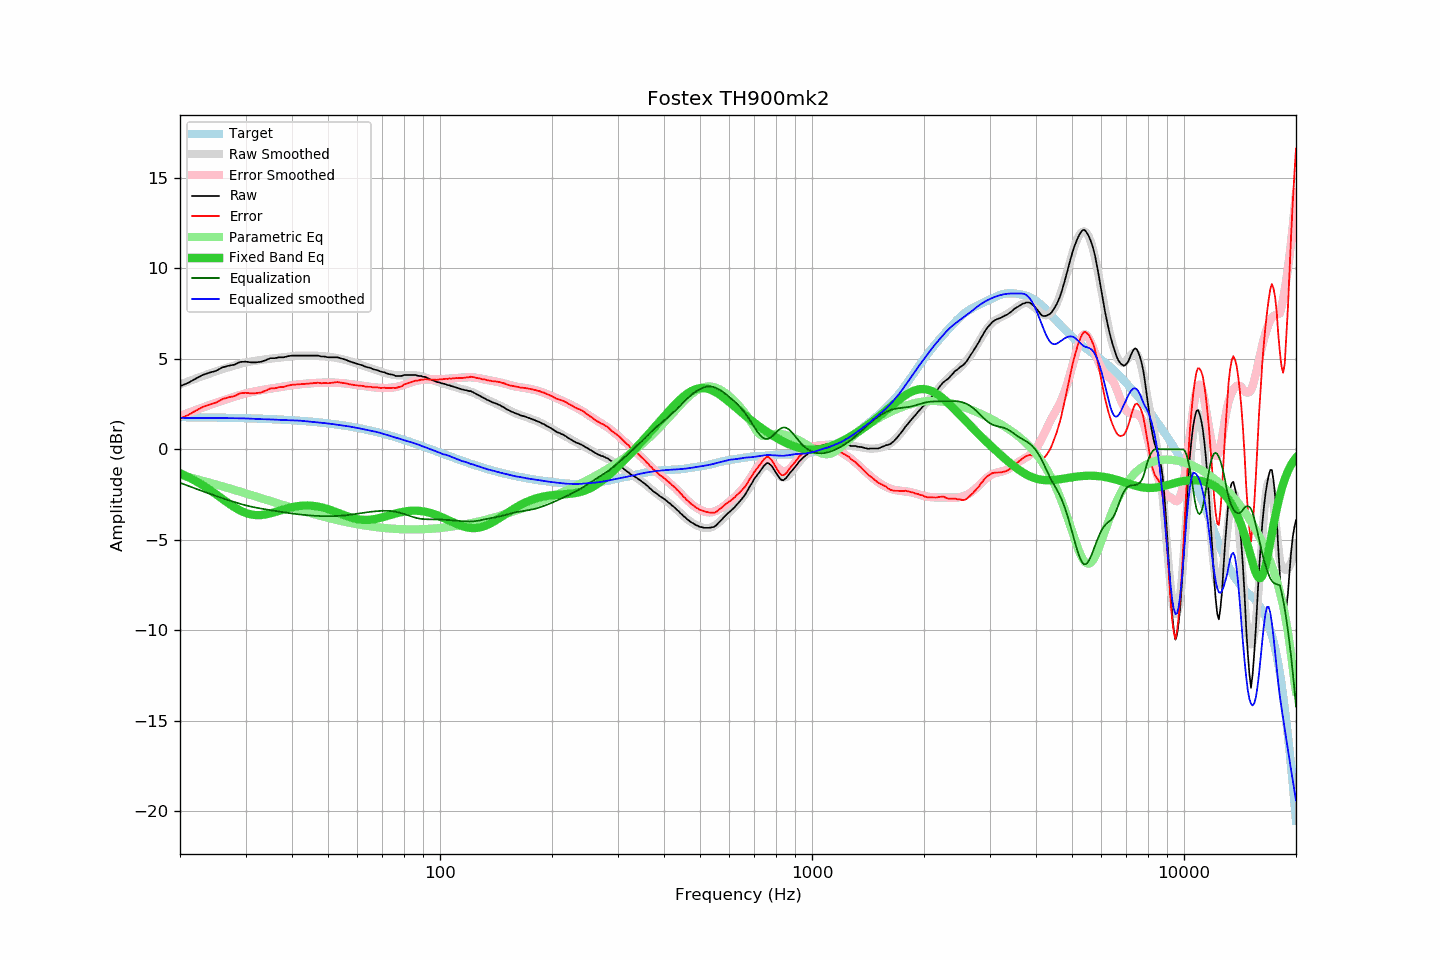 Fostex TH900mk2
Target
Raw Smoothed
Error Smoothed
Raw
Error
Parametric Eq
Fixed Band Eq
Equalization
Equalized smoothed
15
10
5
0
−5
−10
−15
−20
Amplitude (dBr)
100
1000
10000
Frequency (Hz)